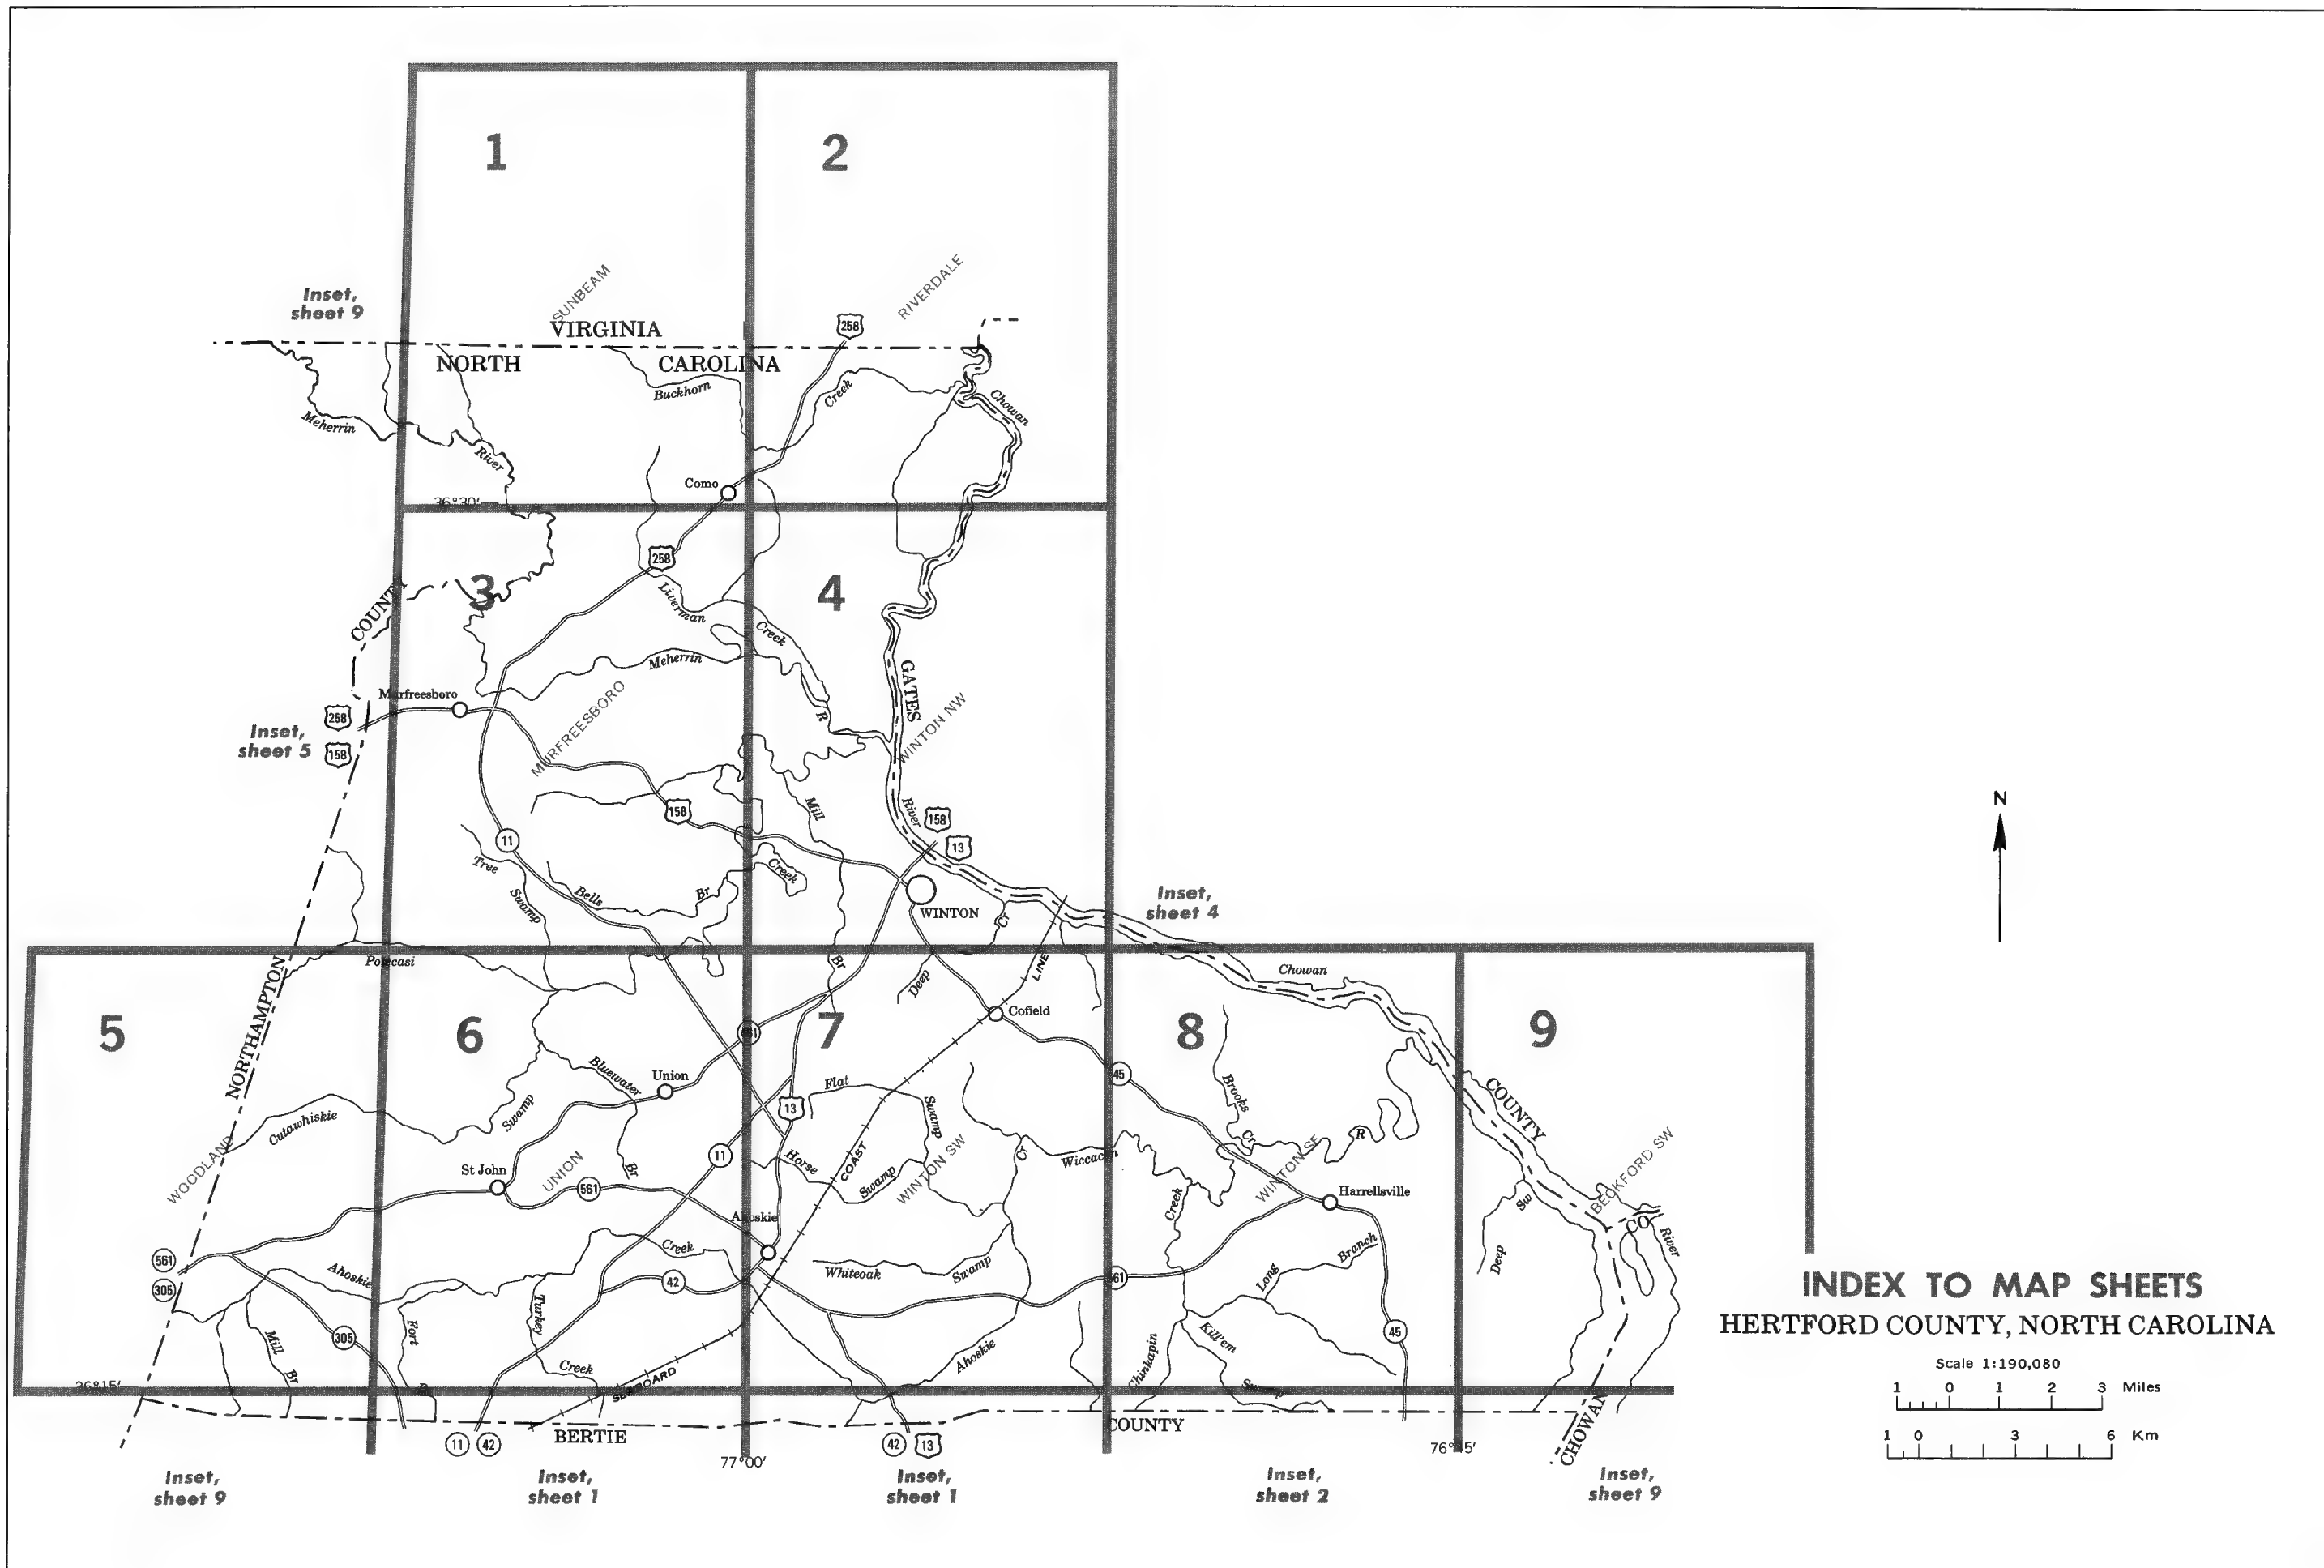 1
2
Inset,
sheet 9
SUNBEAM
RIVERDALE
VIRGINIA
258
NORTH CAROLINA
Buckhorn
Creek
Chowan
Meherrin
River
Como
36°30'
258
3
4
COUNTY
Liverman
Creek
Meherrin
R
GATES
Murfreesboro
MURFREESBORO
WINTON NW
258
158
Inset,
sheet 5
Mill
River
158
158
13
11
Tree
Swamp
Bells
Br
Creek
WINTON
Cr
Inset,
sheet 4
Potecasi
Br
Deep
LINE
Chowan
NORTHAMPTON
5
6
7
8
9
561
Cofield
Bluewater
Union
Flat
45
Brooks
COUNTY
Cutawhiskie
Swamp
13
Swamp
Cr
R
WOODLAND
St John
UNION
Br
11
Horse
Swamp
COAST
WINTON SW
Cr
Wiccacon
WINTON SE
BECKFORD SW
561
Creek
Harrellsville
Sw
Ahoskie
CO
River
561
305
Ahoskie
Creek
42
Whiteoak
Swamp
561
Long
Branch
Deep
INDEX TO MAP SHEETS
HERTFORD COUNTY, NORTH CAROLINA
Scale 1:190,080
1 0 1 2 3 Miles
1 0 3 6 Km
N
Mill
Br
305
Fort
Br
Turkey
Creek
SEABOARD
Ahoskie
Chinkapin
Kill'em
Swamp
45
36°15'
11
42
BERTIE
42
13
COUNTY
CHOWAN
77°00'
76°45'
Inset,
sheet 9
Inset,
sheet 1
Inset,
sheet 1
Inset,
sheet 2
Inset,
sheet 9